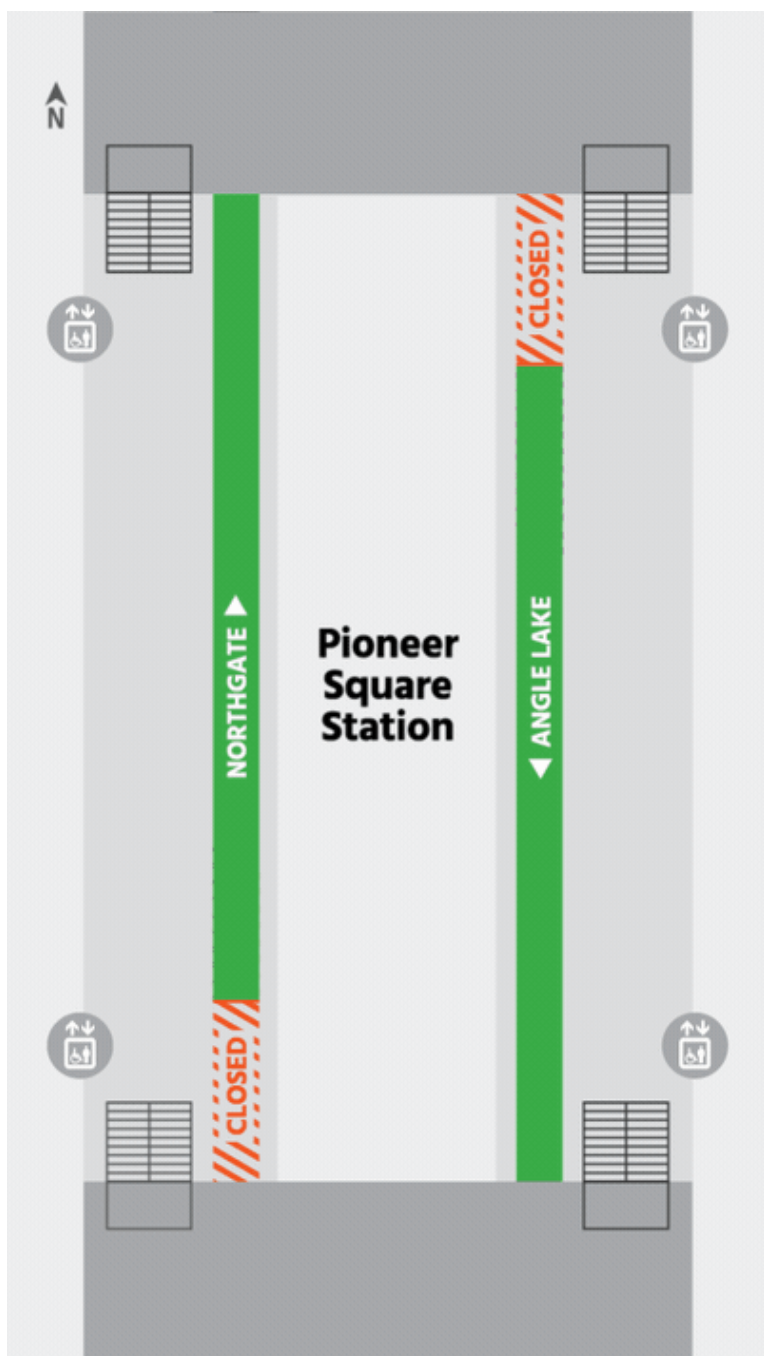 N
CLOSED
NORTHGATE ▶
Pioneer
Square
Station
◀ ANGLE LAKE
CLOSED